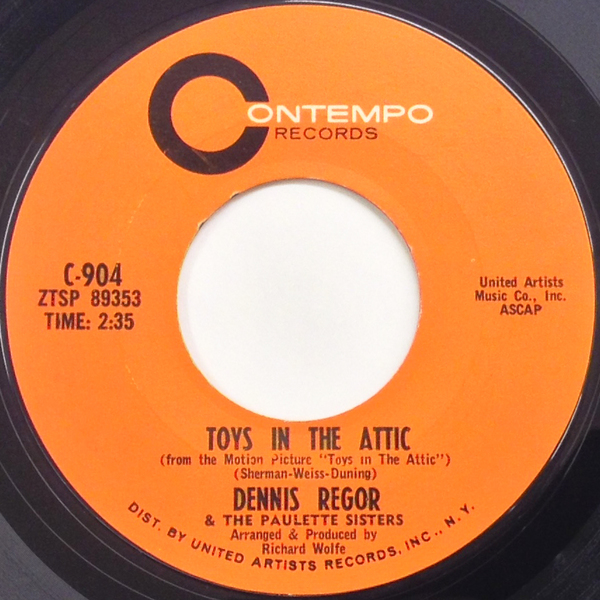 CONTEMPO
RECORDS
C-904
ZTSP 89353
TIME: 2:35
United Artists
Music Co., Inc.
ASCAP
TOYS IN THE ATTIC
(from the Motion Picture "Toys in The Attic")
(Sherman-Weiss-Duning)
DENNIS REGOR
& THE PAULETTE SISTERS
Arranged & Produced by
Richard Wolfe
DIST. BY UNITED ARTISTS RECORDS, INC., N.Y.